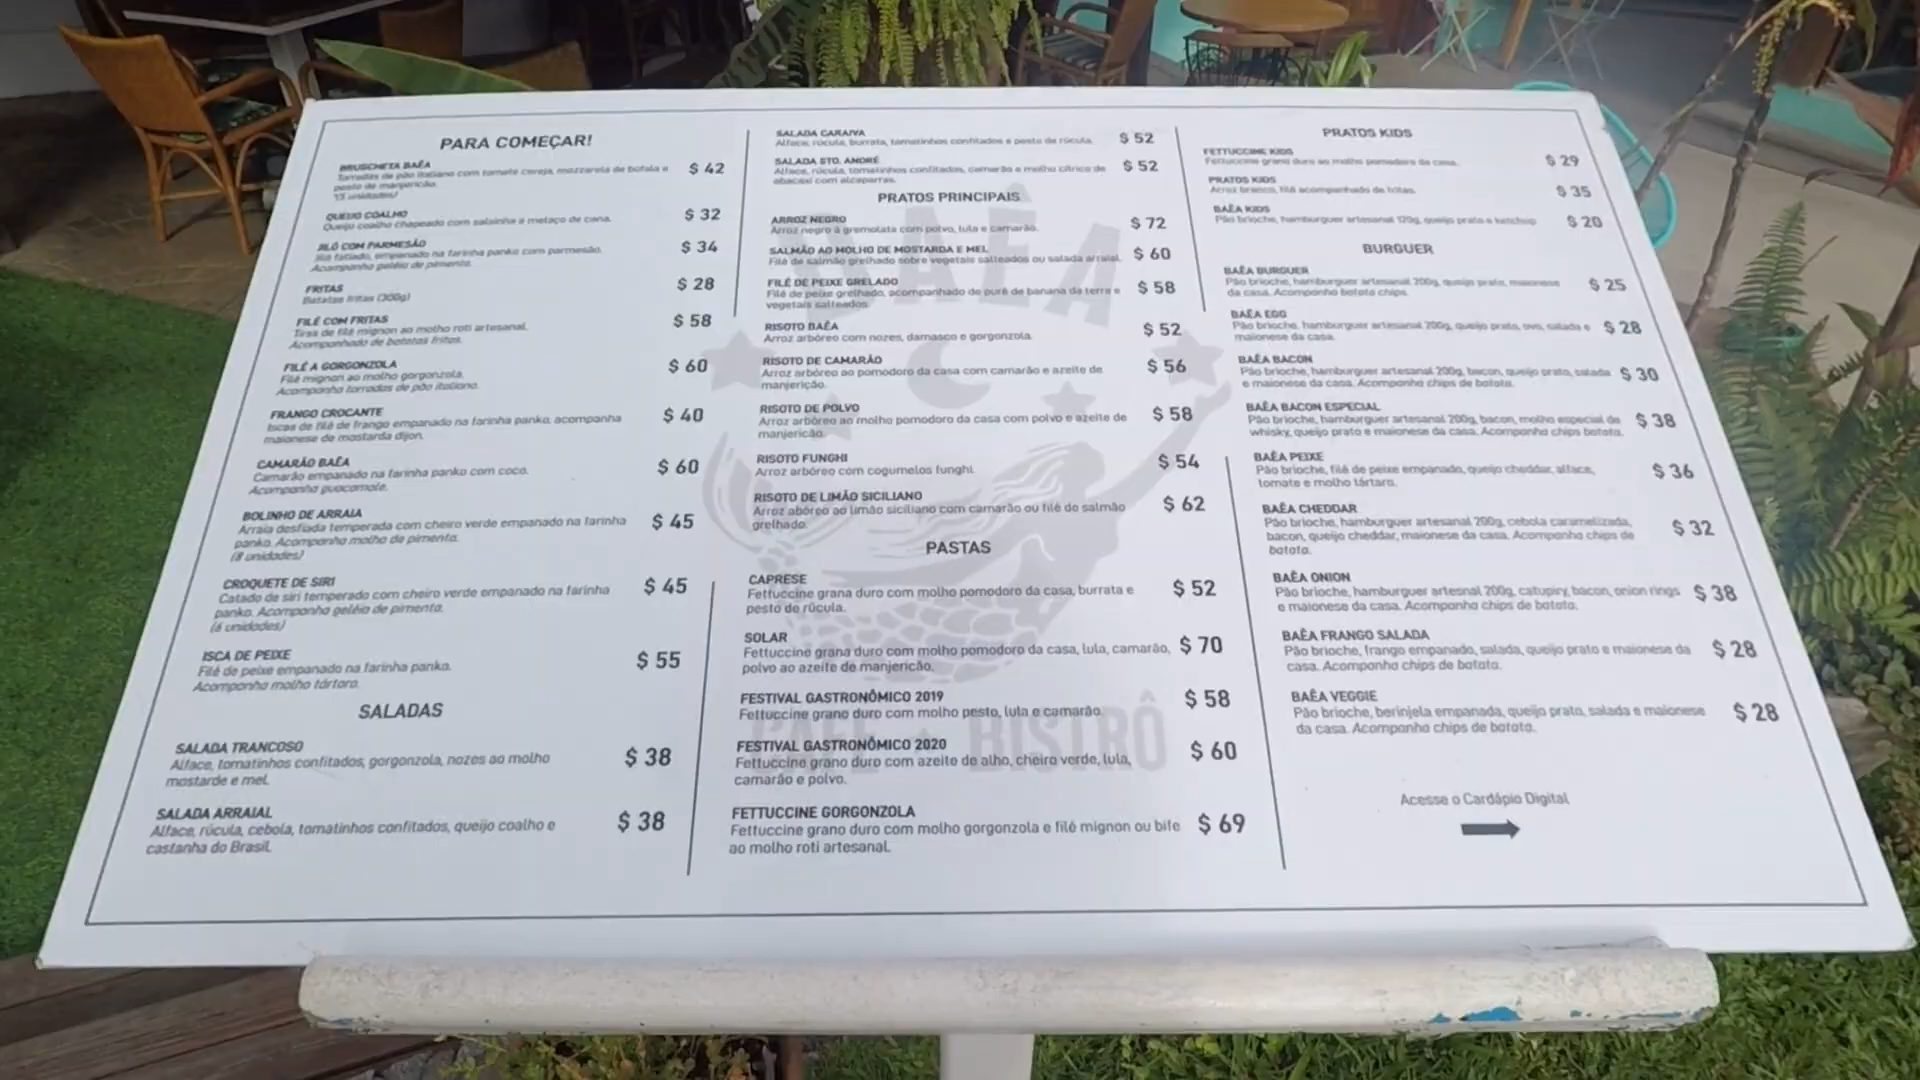 PARA COMEÇAR!
BRUSCHETA BAÊA $ 42
Torradas de pão italiano com tomate cereja, mozzarela de bufala e
pesto de manjericão.
QUEIJO COALHO $ 32
Queijo coalho chapeado com salsinha e melaço de cana.
JILÓ COM PARMESÃO $ 34
Jiló fatiado, empanado na farinha panko com parmesão.
Acompanha geléia de pimenta.
FRITAS $ 28
Batatas fritas (300g)
FILÉ COM FRITAS $ 58
Tiras de filé mignon ao molho roti artesanal.
Acompanhado de batatas fritas.
FILÉ A GORGONZOLA $ 60
Filé mignon ao molho gorgonzola.
Acompanha torradas de pão italiano.
FRANGO CROCANTE $ 40
Iscas de filé de frango empanado na farinha panko, acompanha
maionese de mostarda dijon.
CAMARÃO BAÊA $ 60
Camarão empanado na farinha panko com coco.
Acompanha guacamole.
BOLINHO DE ARRAIA $ 45
Arraia desfiada temperada com cheiro verde empanado na farinha
panko. Acompanha molho de pimenta.
(8 unidades)
CROQUETE DE SIRI $ 45
Catado de siri temperado com cheiro verde empanado na farinha
panko. Acompanha geléia de pimenta.
(6 unidades)
ISCA DE PEIXE $ 55
Filé de peixe empanado na farinha panko.
Acompanha molho tártaro.
SALADAS
SALADA TRANCOSO $ 38
Alface, tomatinhos confitados, gorgonzola, nozes ao molho
mostarde e mel.
SALADA ARRAIAL $ 38
Alface, rúcula, cebola, tomatinhos confitados, queijo coalho e
castanha do Brasil.
SALADA CARAIVA $ 52
Alface, rúcula, burrata, tomatinhos confitados e pesto de rúcula.
SALADA STO. ANDRÉ $ 52
Alface, rúcula, tomatinhos confitados, camarão e molho cítrico de
abacaxi com alcaparras.
PRATOS PRINCIPAIS
ARROZ NEGRO $ 72
Arroz negro à gremolata com polvo, lula e camarão.
SALMÃO AO MOLHO DE MOSTARDA E MEL $ 60
Filé de salmão grelhado sobre vegetais salteados ou salada arraial.
FILÉ DE PEIXE GRELADO $ 58
Filé de peixe grelhado, acompanhado de purê de banana da terra e
vegetais salteados.
RISOTO BAÊA $ 52
Arroz arbóreo com nozes, damasco e gorgonzola.
RISOTO DE CAMARÃO $ 56
Arroz arbóreo ao pomodoro da casa com camarão e azeite de
manjericão.
RISOTO DE POLVO $ 58
Arroz arbóreo ao molho pomodoro da casa com polvo e azeite de
manjericão.
RISOTO FUNGHI $ 54
Arroz arbóreo com cogumelos funghi.
RISOTO DE LIMÃO SICILIANO $ 62
Arroz abóreo ao limão siciliano com camarão ou filé de salmão
grelhado.
PASTAS
CAPRESE $ 52
Fettuccine grana duro com molho pomodoro da casa, burrata e
pesto de rúcula.
SOLAR $ 70
Fettuccine grana duro com molho pomodoro da casa, lula, camarão,
polvo ao azeite de manjericão.
FESTIVAL GASTRONÔMICO 2019 $ 58
Fettuccine grano duro com molho pesto, lula e camarão.
FESTIVAL GASTRONÔMICO 2020 $ 60
Fettuccine grano duro com azeite de alho, cheiro verde, lula,
camarão e polvo.
FETTUCCINE GORGONZOLA $ 69
Fettuccine grano duro com molho gorgonzola e filé mignon ou bife
ao molho roti artesanal.
PRATOS KIDS
FETTUCCINE KIDS $ 29
Fettuccine grano duro ao molho pomodoro da casa.
PRATOS KIDS $ 35
Arroz branco, filé acompanhado de fritas.
BAÊA KIDS $ 20
Pão brioche, hamburguer artesanal 120g, queijo prato e ketchup
BURGUER
BAÊA BURGUER $ 25
Pão brioche, hamburguer artesanal 200g, queijo prato, maionese
da casa. Acompanha batata chips.
BAÊA EGG $ 28
Pão brioche, hamburguer artesanal 200g, queijo prato, ovo, salada e
maionese da casa.
BAÊA BACON $ 30
Pão brioche, hamburguer artesanal 200g, bacon, queijo prato, salada
e maionese da casa. Acompanha chips de batata.
BAÊA BACON ESPECIAL $ 38
Pão brioche, hamburguer artesanal 200g, bacon, molho especial de
whisky, queijo prato e maionese da casa. Acompanha chips batata.
BAÊA PEIXE $ 36
Pão brioche, filé de peixe empanado, queijo cheddar, alface,
tomate e molho tártaro.
BAÊA CHEDDAR $ 32
Pão brioche, hamburguer artesanal 200g, cebola caramelizada,
bacon, queijo cheddar, maionese da casa. Acompanha chips de
batata.
BAÊA ONION $ 38
Pão brioche, hamburguer artesnal 200g, catupiry, bacon, onion rings
e maionese da casa. Acompanha chips de batata.
BAÊA FRANGO SALADA $ 28
Pão brioche, frango empanado, salada, queijo prato e maionese da
casa. Acompanha chips de batata.
BAÊA VEGGIE $ 28
Pão brioche, berinjela empanada, queijo prato, salada e maionese
da casa. Acompanha chips de batata.
Acesse o Cardápio Digital
BAÊA
CAFÉ • BISTRÔ